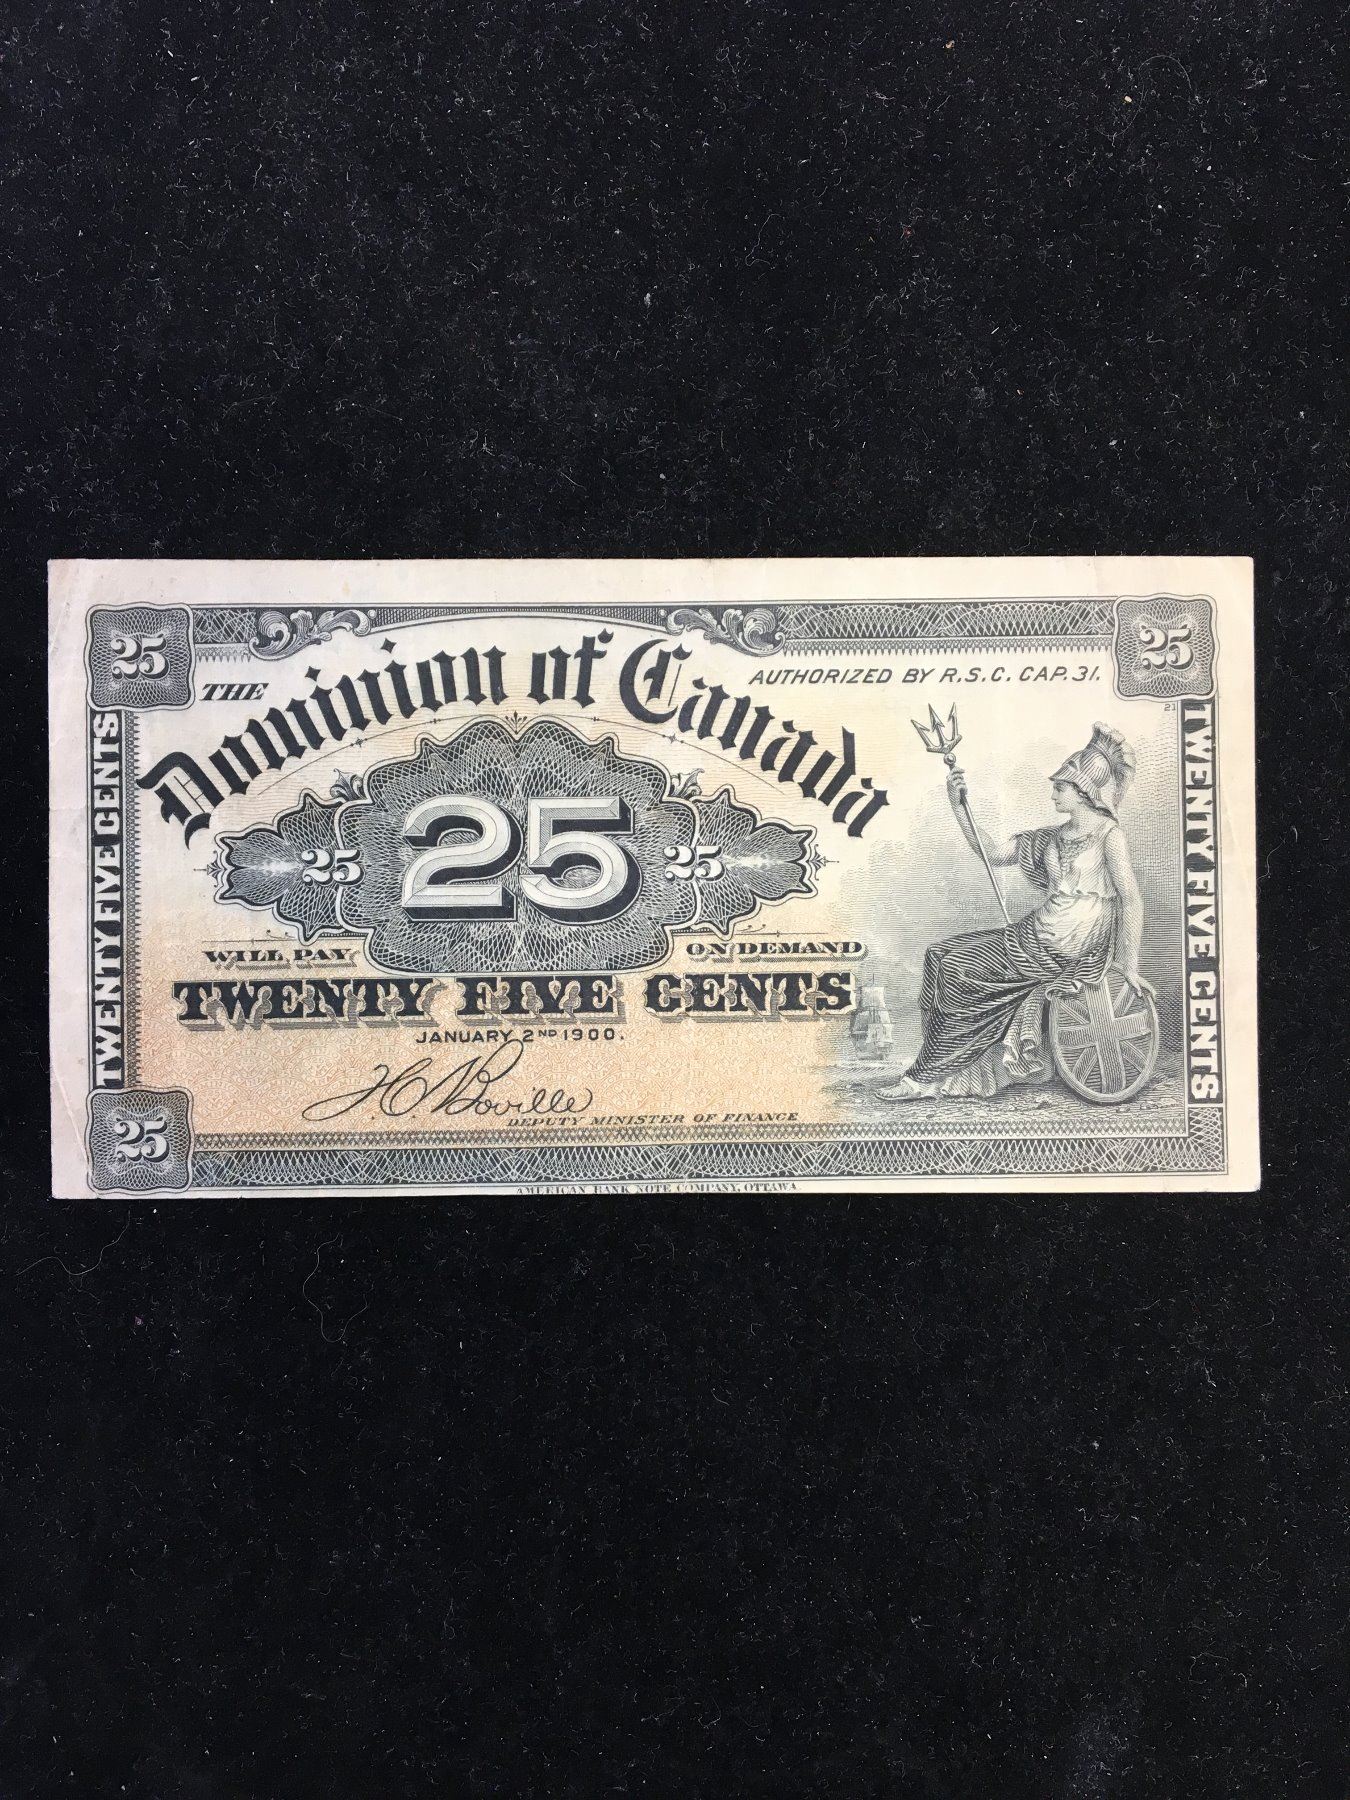 25
25
THE
Dominion of Canada
AUTHORIZED BY R.S.C. CAP. 31.
21
TWENTY FIVE CENTS
TWENTY FIVE CENTS
25
25
25
WILL PAY
ON DEMAND
TWENTY FIVE CENTS
JANUARY 2ND 1900.
H C Boville
DEPUTY MINISTER OF FINANCE
25
AMERICAN BANK NOTE COMPANY, OTTAWA.